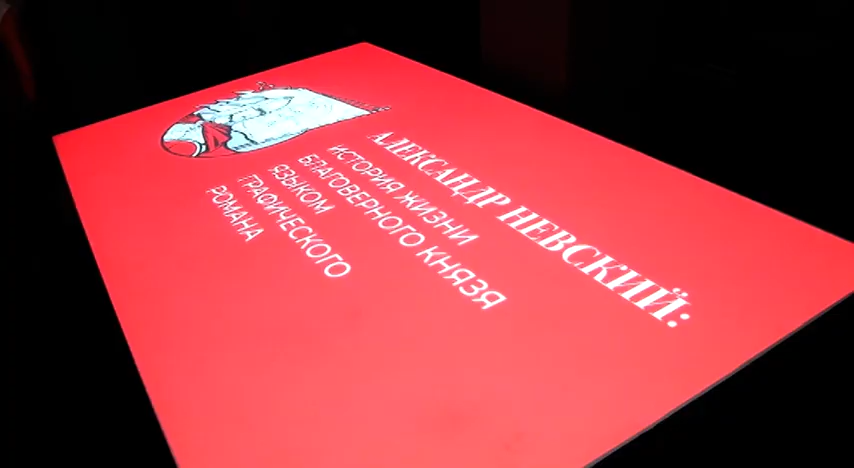 АЛЕКСАНДР НЕВСКИЙ:
ИСТОРИЯ ЖИЗНИ
БЛАГОВЕРНОГО КНЯЗЯ
ЯЗЫКОМ
ГРАФИЧЕСКОГО
РОМАНА